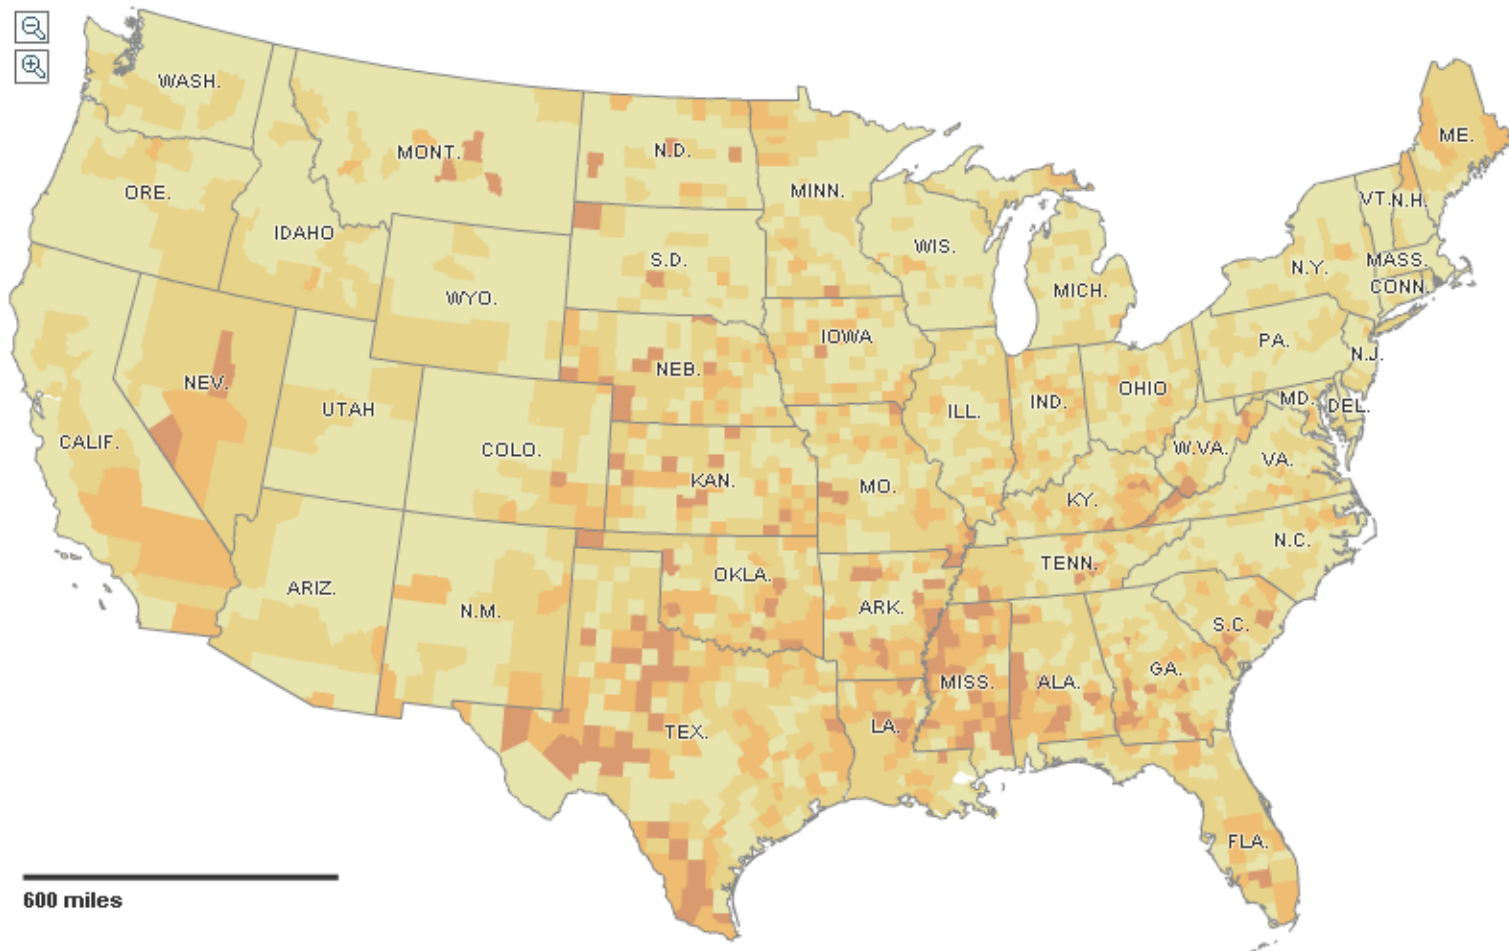 WASH.
MONT.
N.D.
MINN.
ME.
ORE.
IDAHO
S.D.
WIS.
VT.
N.H.
WYO.
MICH.
N.Y.
MASS.
CONN.
IOWA
NEB.
PA.
N.J.
NEV.
UTAH
ILL.
IND.
OHIO
MD.
DEL.
CALIF.
COLO.
KAN.
MO.
W.VA.
VA.
KY.
ARIZ.
N.M.
OKLA.
ARK.
TENN.
N.C.
S.C.
TEX.
LA.
MISS.
ALA.
GA.
FLA.
600 miles